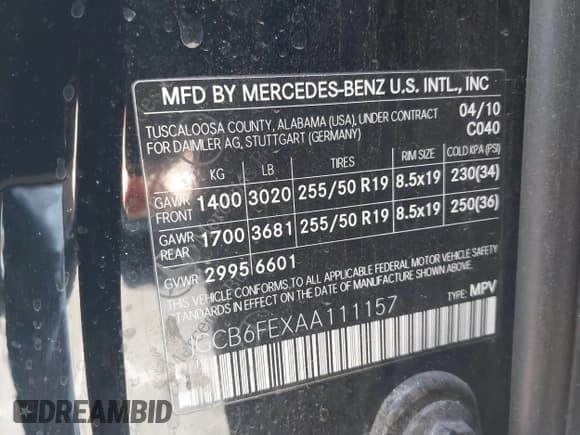 MFD BY MERCEDES-BENZ U.S. INTL., INC
TUSCALOOSA COUNTY, ALABAMA (USA), UNDER CONTRACT 04/10
FOR DAIMLER AG, STUTTGART (GERMANY) C040
KG LB TIRES RIM SIZE COLD KPA (PSI)
GAWR FRONT 1400 3020 255/50 R19 8.5x19 230(34)
GAWR REAR 1700 3681 255/50 R19 8.5x19 250(36)
GVWR 2995 6601
THIS VEHICLE CONFORMS TO ALL APPLICABLE FEDERAL MOTOR VEHICLE SAFETY
STANDARDS IN EFFECT ON THE DATE OF MANUFACTURE SHOWN ABOVE.
TYPE: MPV
CB6FEXAA111157
DREAMBID